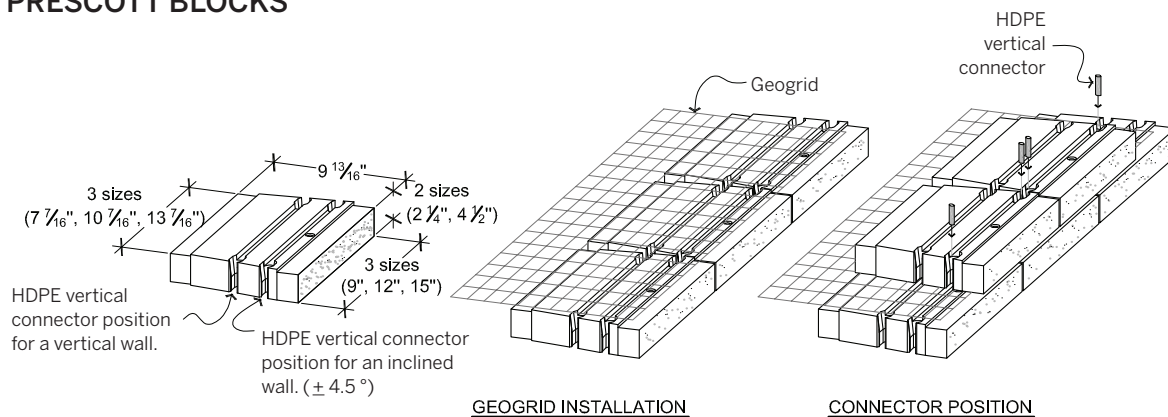 PRESCOTT BLOCKS
HDPE
vertical
connector
Geogrid
9 13/16"
3 sizes
(7 7/16", 10 7/16", 13 7/16")
2 sizes
(2 1/4", 4 1/2")
3 sizes
(9", 12", 15")
HDPE vertical
connector position
for a vertical wall.
HDPE vertical connector
position for an inclined
wall. (± 4.5 °)
GEOGRID INSTALLATION
CONNECTOR POSITION